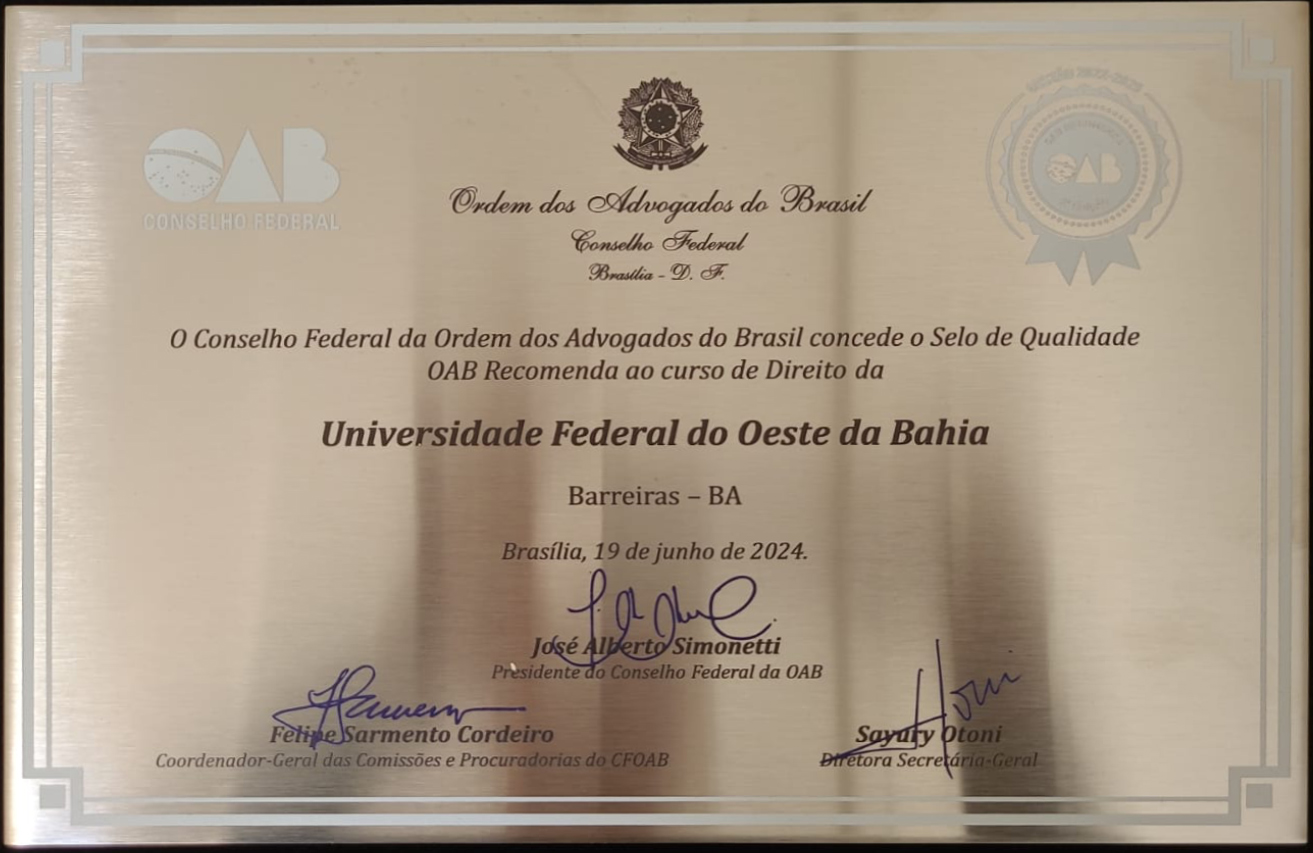 OAB
CONSELHO FEDERAL
OAB
Ordem dos Advogados do Brasil
Conselho Federal
Brasília - D. F.
O Conselho Federal da Ordem dos Advogados do Brasil concede o Selo de Qualidade
OAB Recomenda ao curso de Direito da
Universidade Federal do Oeste da Bahia
Barreiras – BA
Brasília, 19 de junho de 2024.
José Alberto Simonetti
Presidente do Conselho Federal da OAB
Felipe Sarmento Cordeiro
Coordenador-Geral das Comissões e Procuradorias do CFOAB
Sayury Otoni
Diretora Secretária-Geral